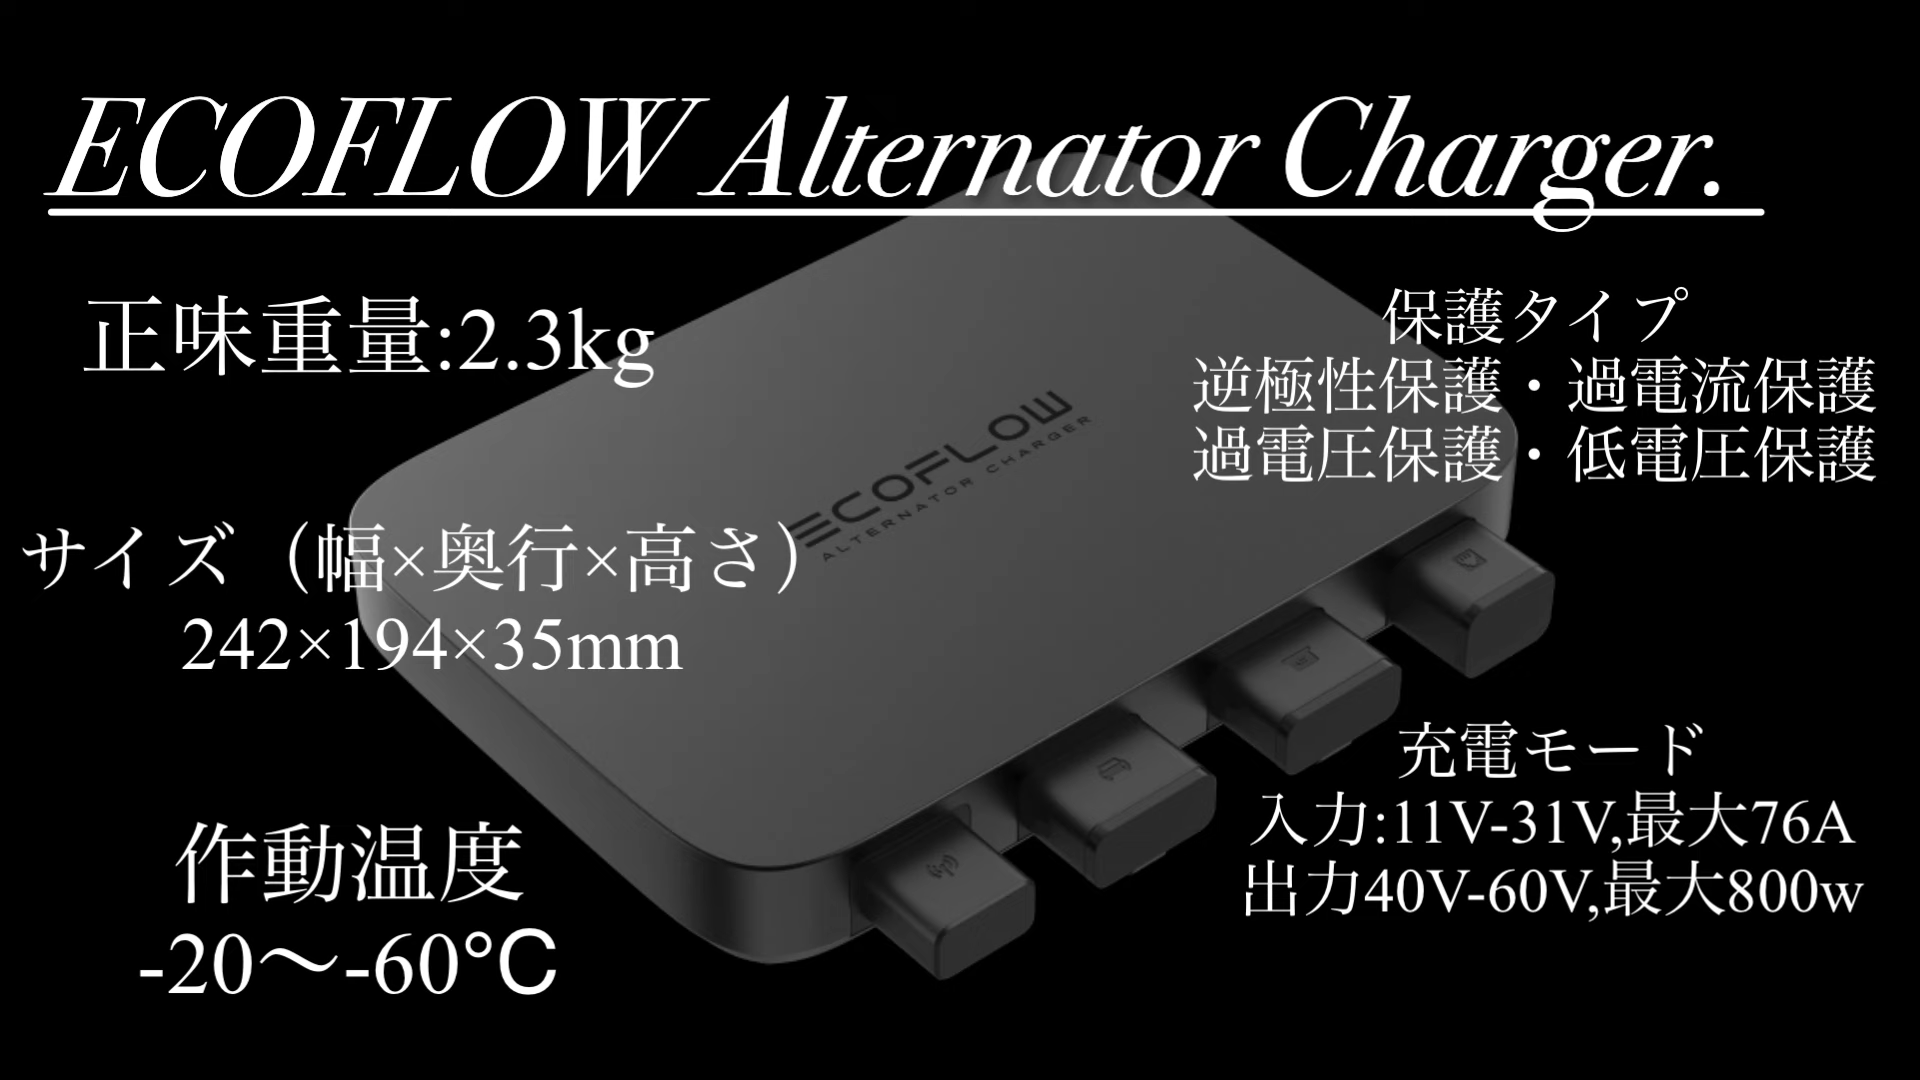 ECOFLOW Alternator Charger.
正味重量:2.3kg
保護タイプ
逆極性保護・過電流保護
過電圧保護・低電圧保護
ECOFLOW
ALTERNATOR CHARGER
サイズ（幅×奥行×高さ）
242×194×35mm
充電モード
入力:11V-31V,最大76A
出力40V-60V,最大800w
作動温度
-20～-60℃